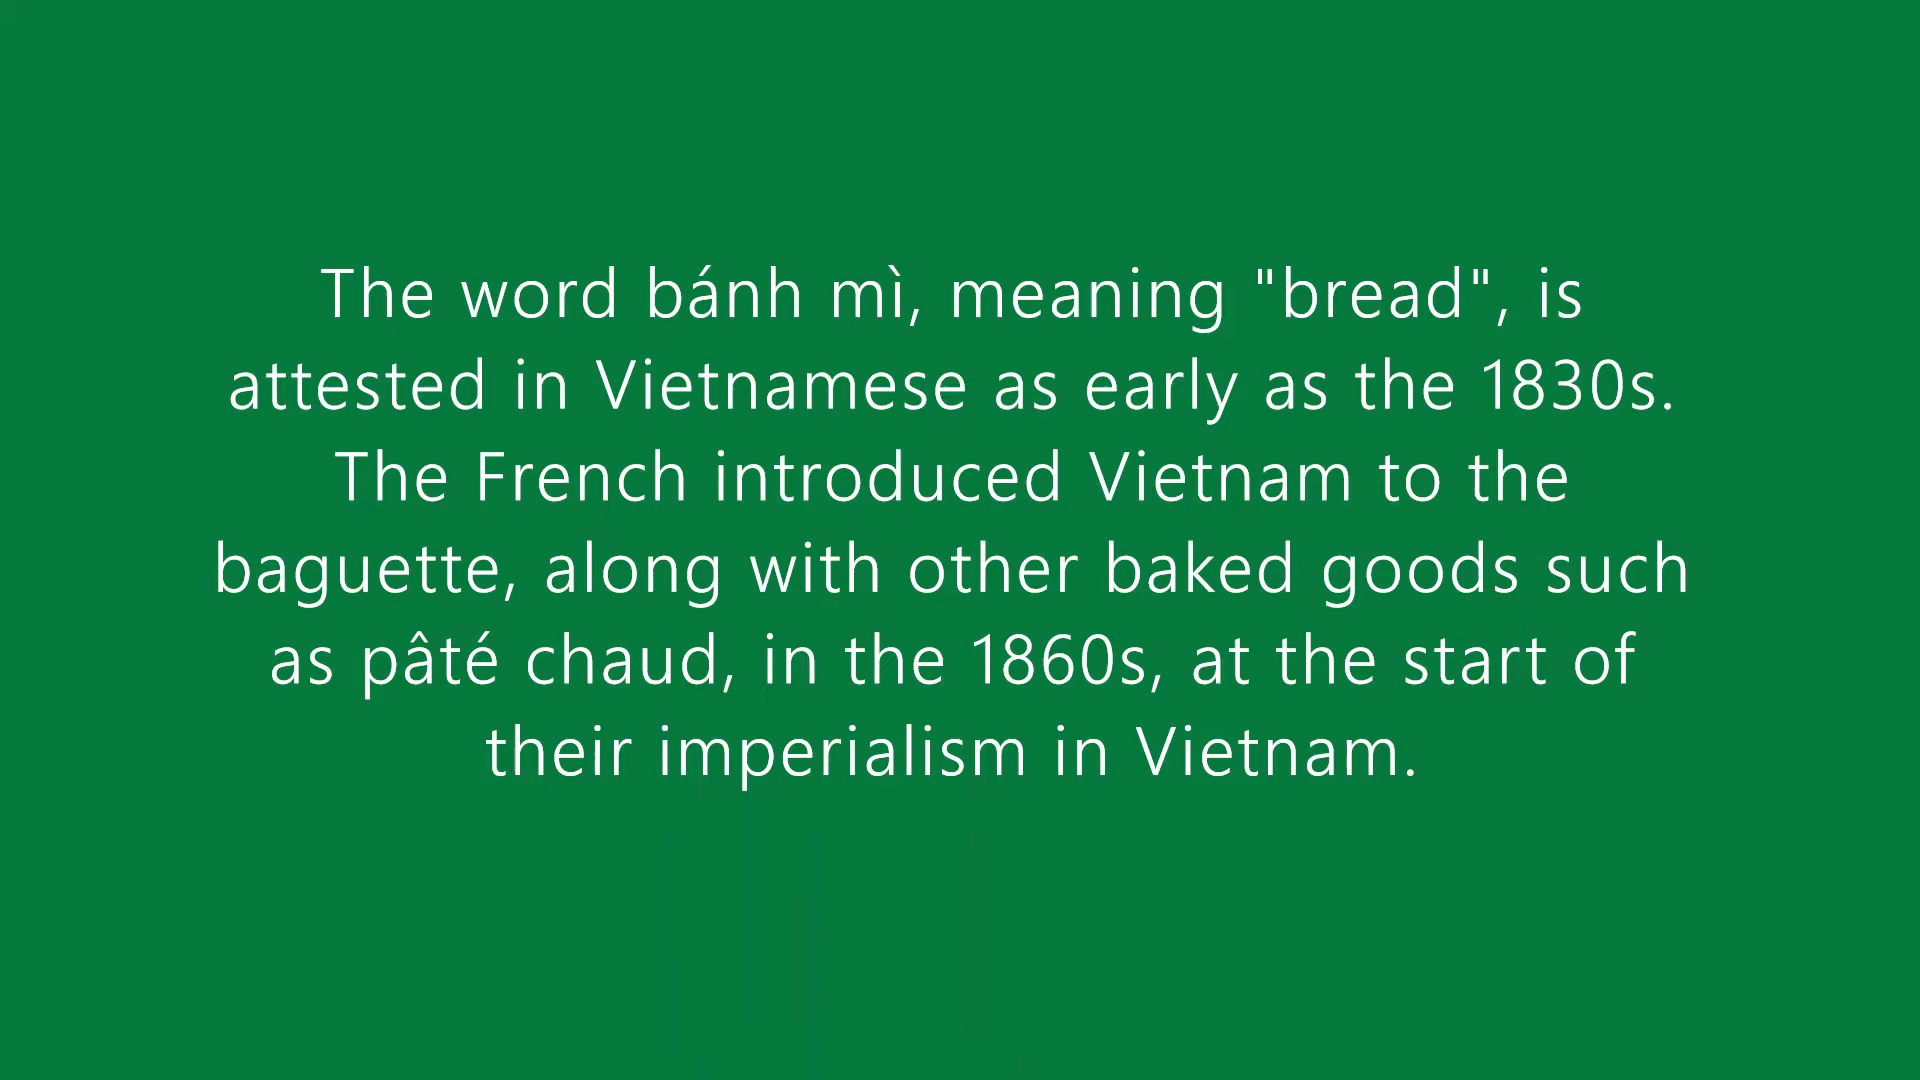 The word bánh mì, meaning "bread", is
attested in Vietnamese as early as the 1830s.
The French introduced Vietnam to the
baguette, along with other baked goods such
as pâté chaud, in the 1860s, at the start of
their imperialism in Vietnam.